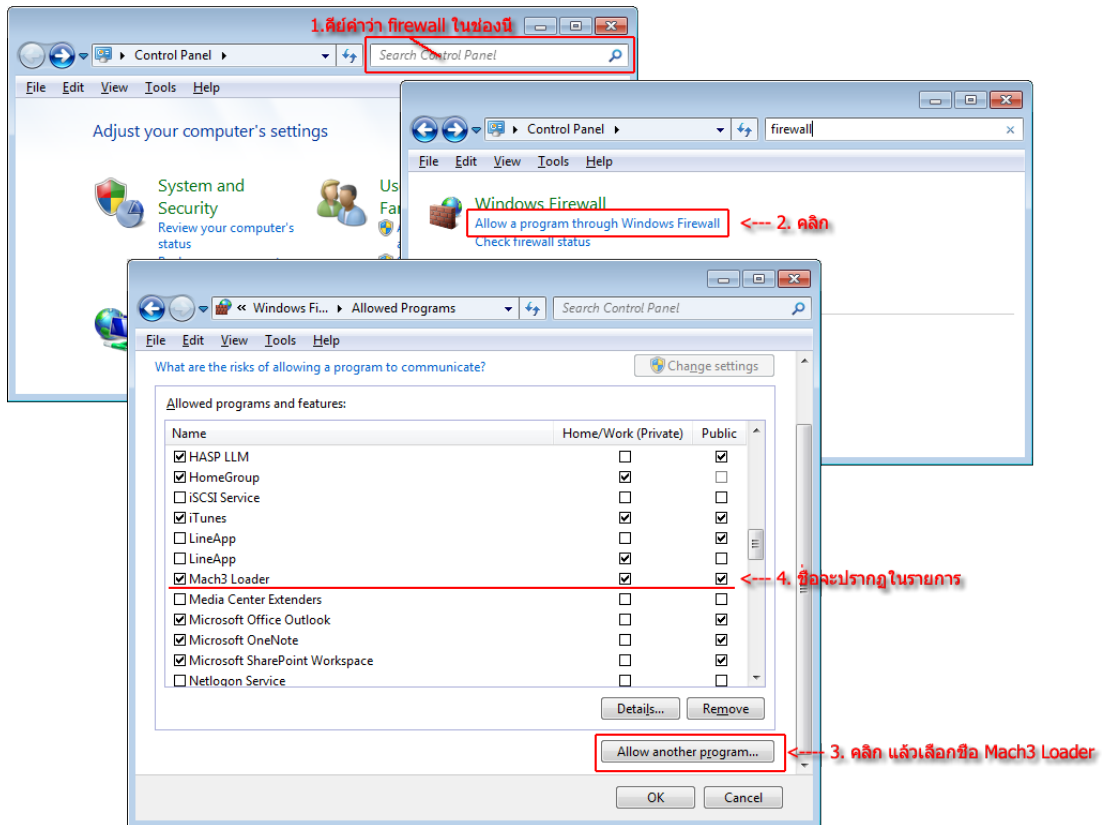 1.คีย์คำว่า firewall ในช่องนี้
Control Panel
Search Control Panel
File Edit View Tools Help
Adjust your computer's settings
System and
Security
Review your computer's
status
Us
Fa
Control Panel
firewall
File Edit View Tools Help
Windows Firewall
Allow a program through Windows Firewall
<--- 2. คลิก
Check firewall status
« Windows Fi... Allowed Programs
Search Control Panel
File Edit View Tools Help
What are the risks of allowing a program to communicate?
Change settings
Allowed programs and features:
Name Home/Work (Private) Public
HASP LLM
HomeGroup
iSCSI Service
iTunes
LineApp
LineApp
Mach3 Loader
<--- 4. ชื่อจะปรากฏในรายการ
Media Center Extenders
Microsoft Office Outlook
Microsoft OneNote
Microsoft SharePoint Workspace
Netlogon Service
Details... Remove
Allow another program...
<---- 3. คลิก แล้วเลือกชื่อ Mach3 Loader
OK Cancel